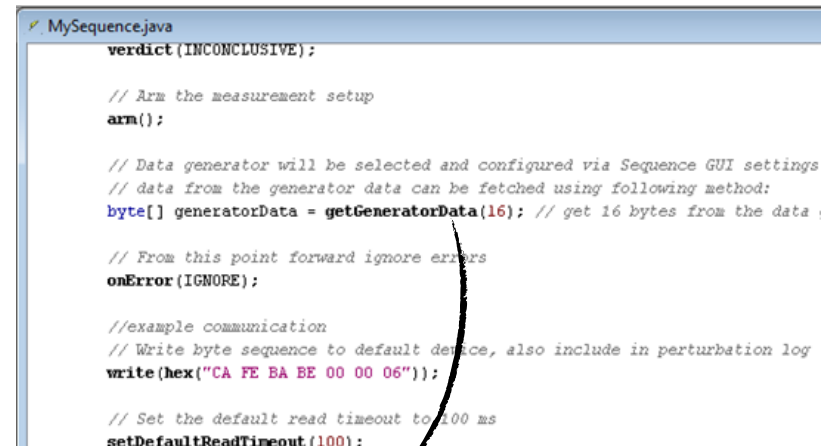 MySequence.java
verdict(INCONCLUSIVE);
// Arm the measurement setup
arm();
// Data generator will be selected and configured via Sequence GUI settings
// data from the generator data can be fetched using following method:
byte[] generatorData = getGeneratorData(16); // get 16 bytes from the data
// From this point forward ignore errors
onError(IGNORE);
//example communication
// Write byte sequence to default device, also include in perturbation log
write(hex("CA FE BA BE 00 00 06"));
// Set the default read timeout to 100 ms
setDefaultReadTimeout(100);